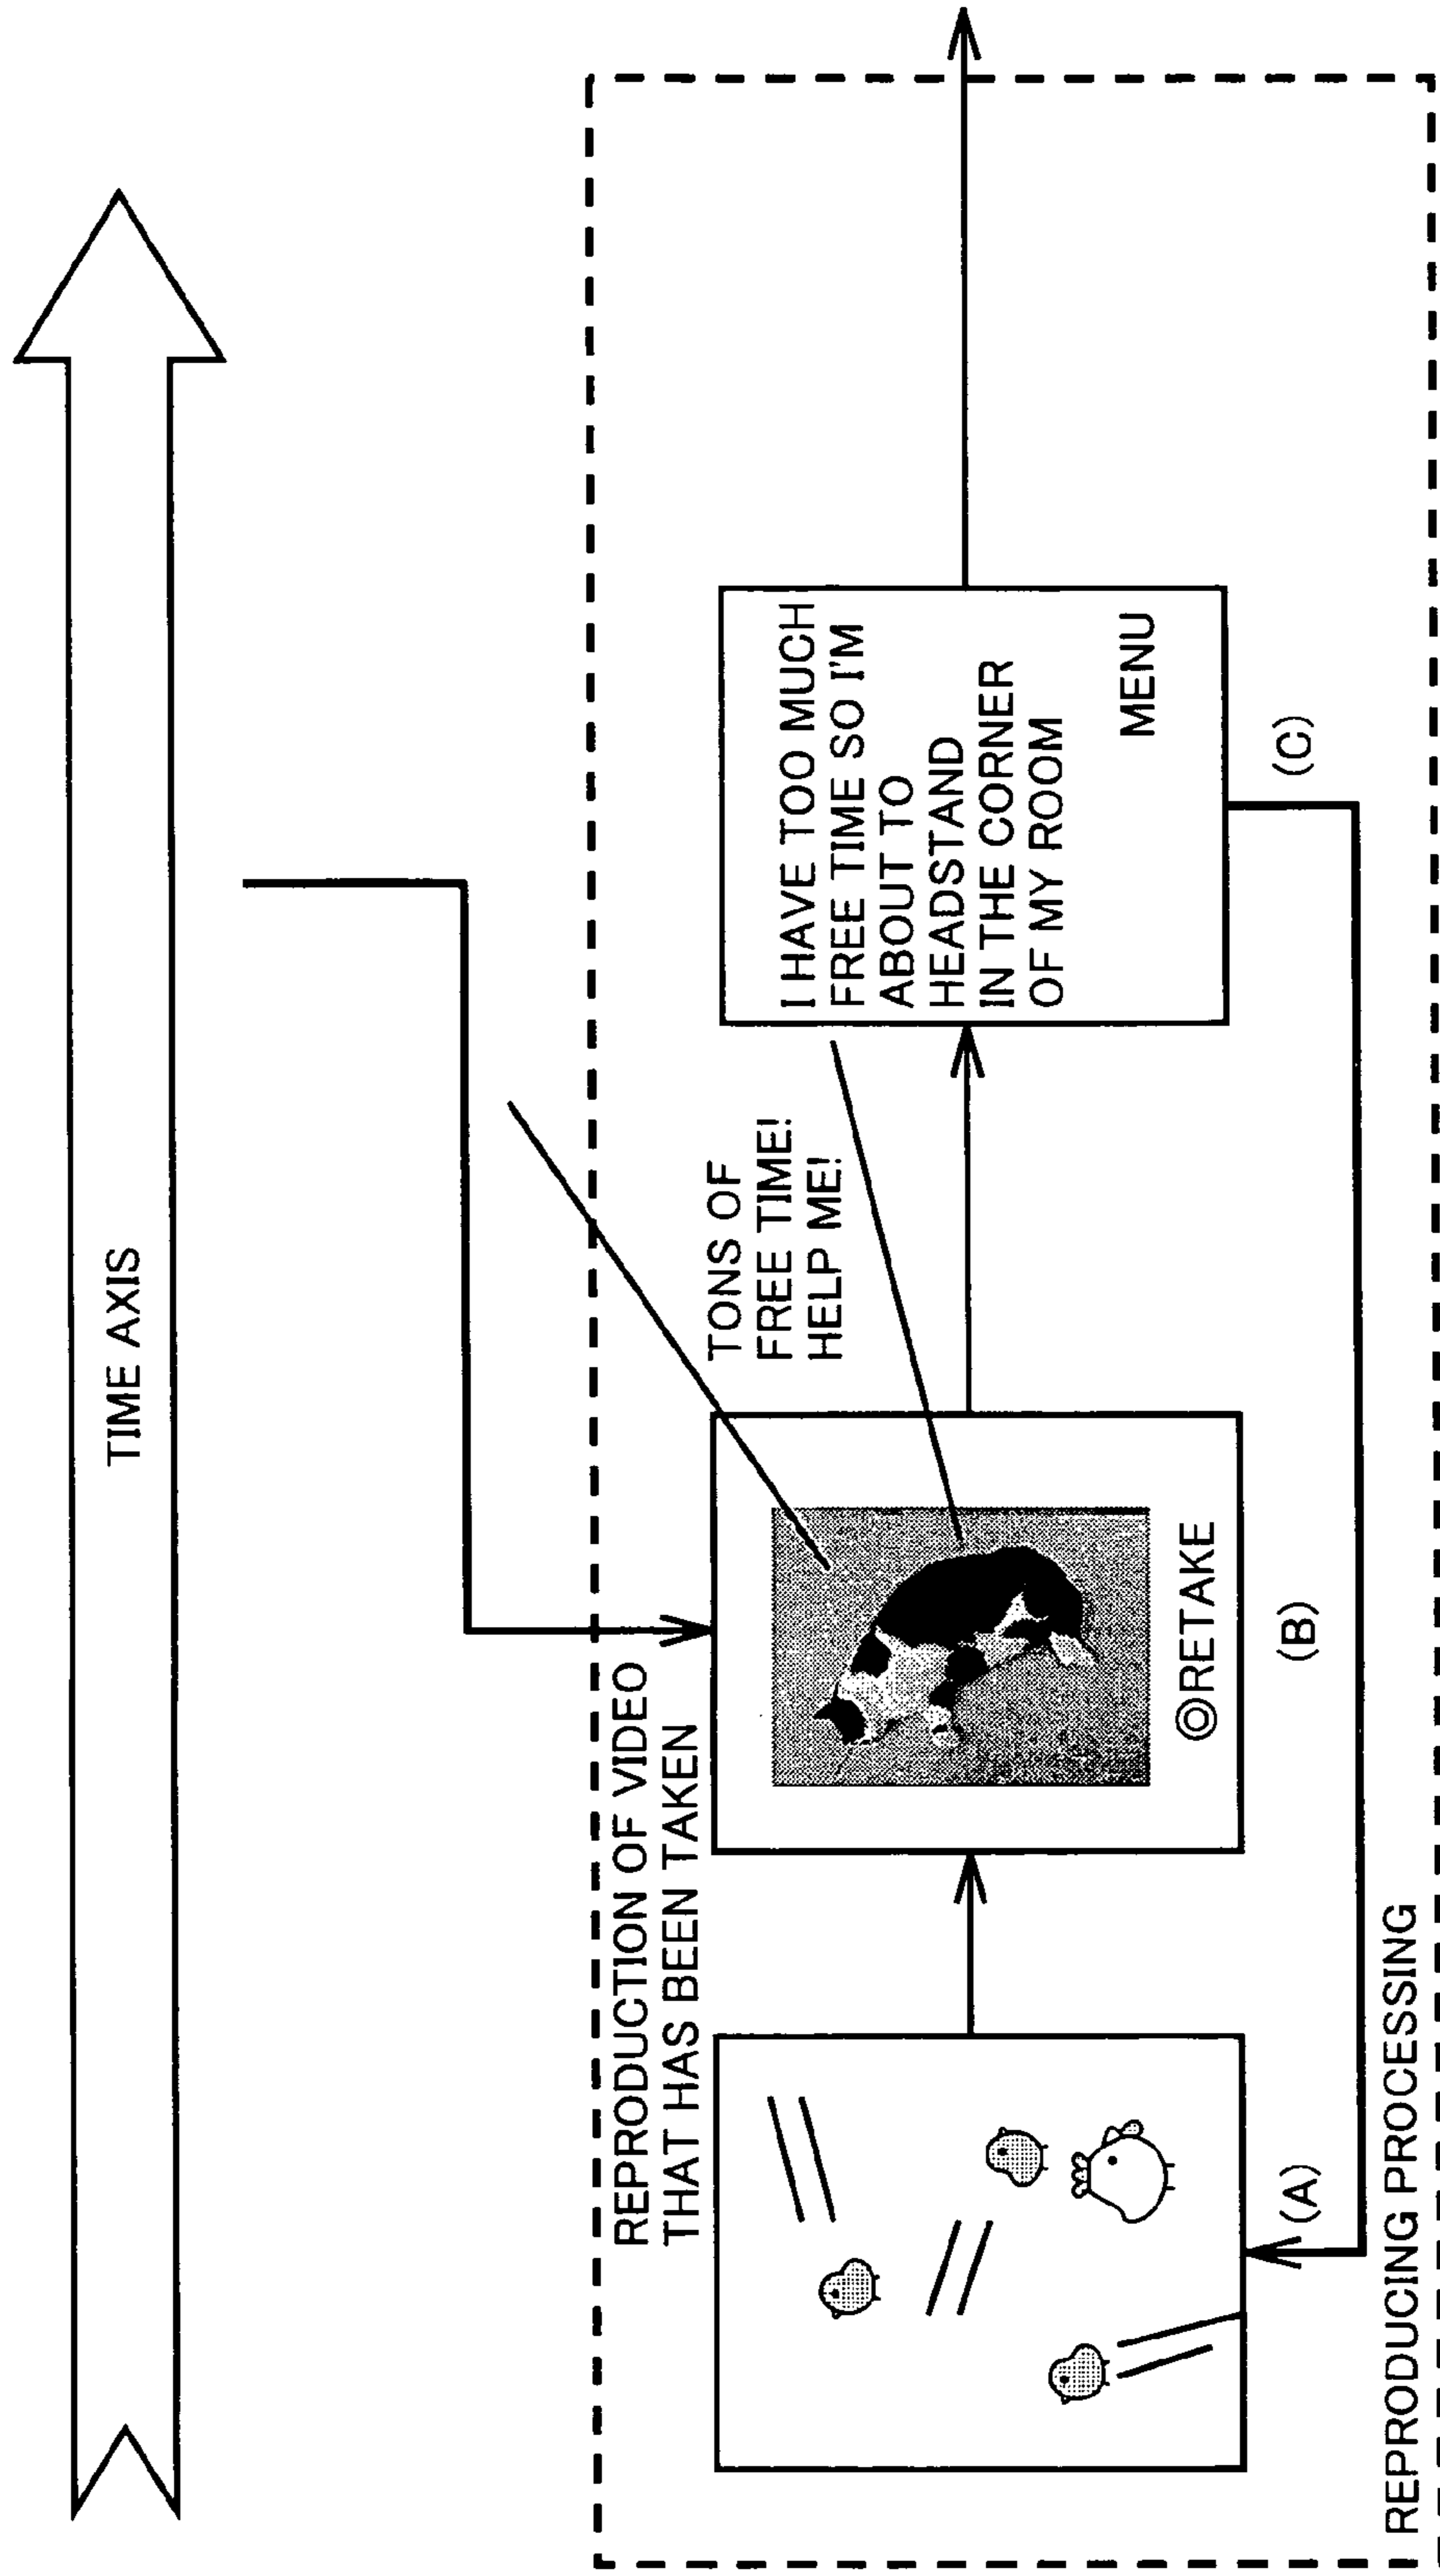 TIME AXIS
REPRODUCTION OF VIDEO
THAT HAS BEEN TAKEN
TONS OF
FREE TIME!
HELP ME!
I HAVE TOO MUCH
FREE TIME SO I'M
ABOUT TO
HEADSTAND
IN THE CORNER
OF MY ROOM
MENU
◎RETAKE
(A)
(B)
(C)
REPRODUCING PROCESSING